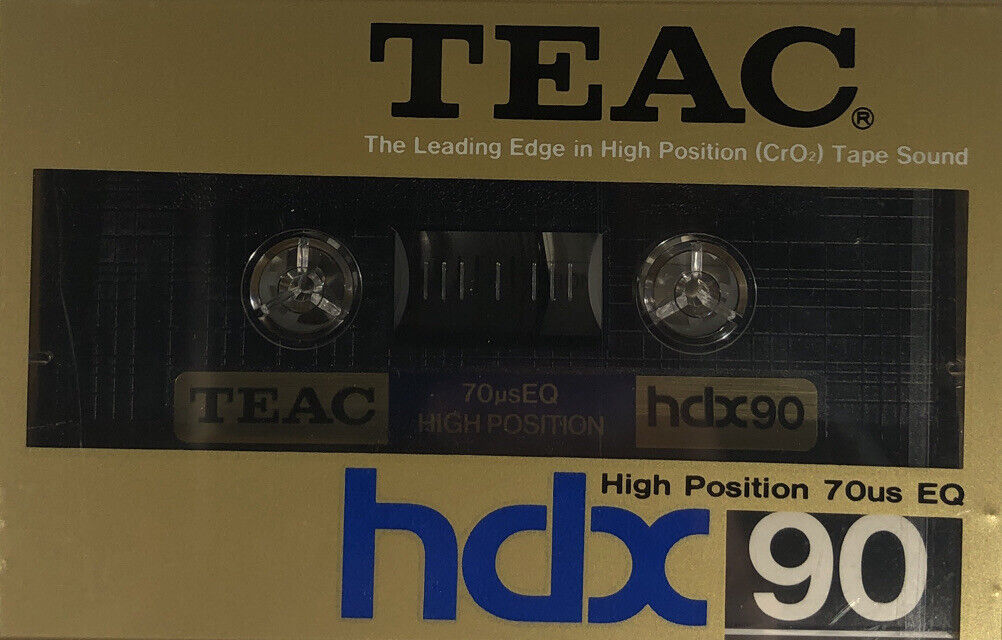 TEAC®
The Leading Edge in High Position (CrO₂) Tape Sound
TEAC
70µsEQ
HIGH POSITION
hdx90
High Position 70us EQ
hdx 90